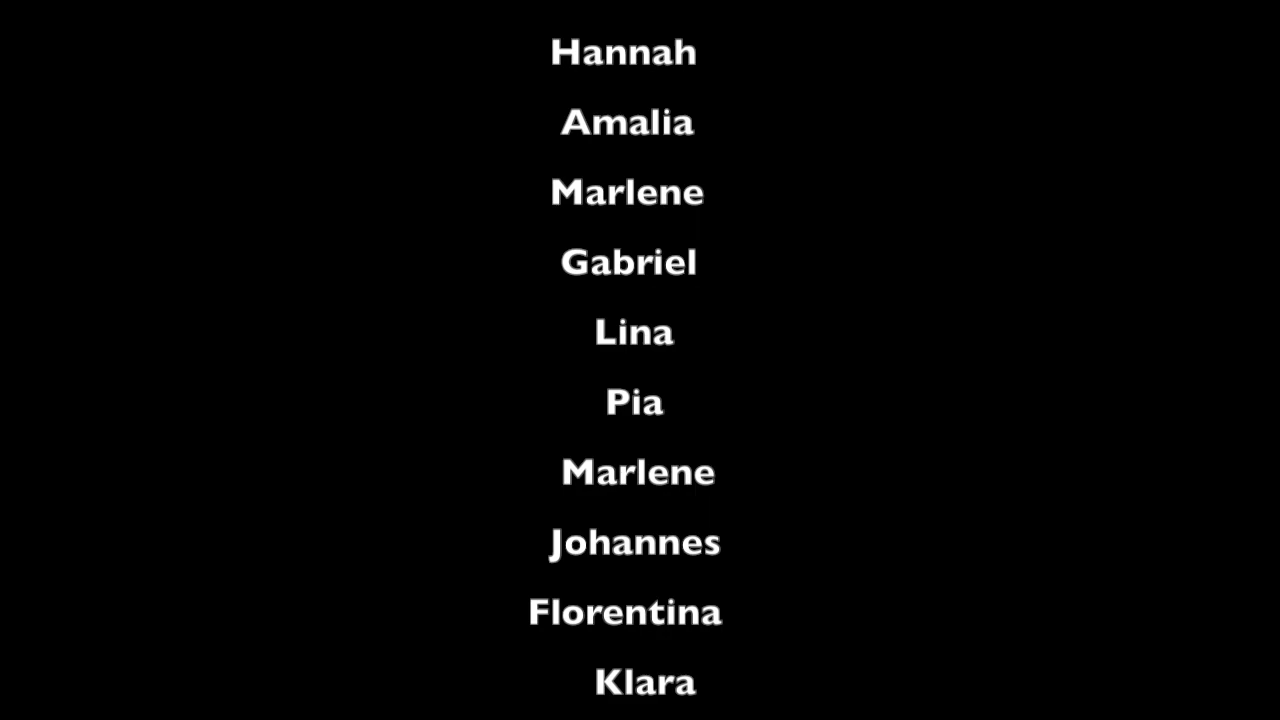 Hannah
Amalia
Marlene
Gabriel
Lina
Pia
Marlene
Johannes
Florentina
Klara